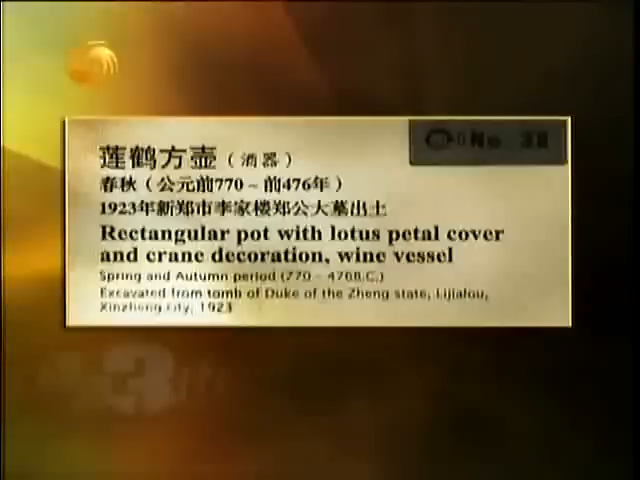 No. 38
莲鹤方壶（酒器）
春秋（公元前770～前476年）
1923年新郑市李家楼郑公大墓出土
Rectangular pot with lotus petal cover
and crane decoration, wine vessel
Spring and Autumn period (770 - 476B.C.)
Excavated from tomb of Duke of the Zheng state, Lijialou,
Xinzheng city, 1923